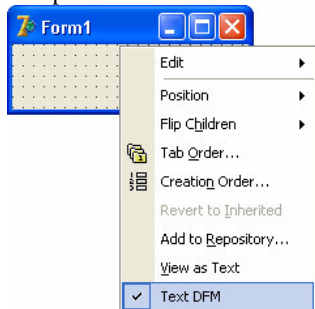 Form1
Edit
Position
Flip Children
Tab Order...
Creation Order...
Revert to Inherited
Add to Repository...
View as Text
Text DFM